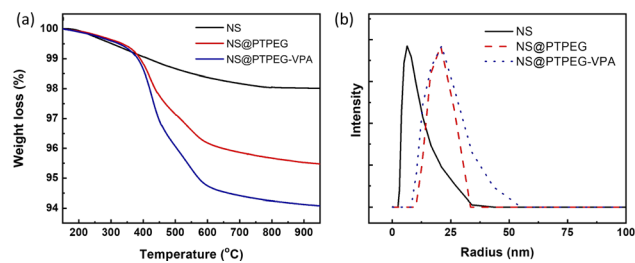 (a)
NS
NS@PTPEG
NS@PTPEG-VPA
100
99
98
97
96
95
94
Weight loss (%)
200 300 400 500 600 700 800 900
Temperature (°C)
(b)
NS
NS@PTPEG
NS@PTPEG-VPA
Intensity
0 25 50 75 100
Radius (nm)